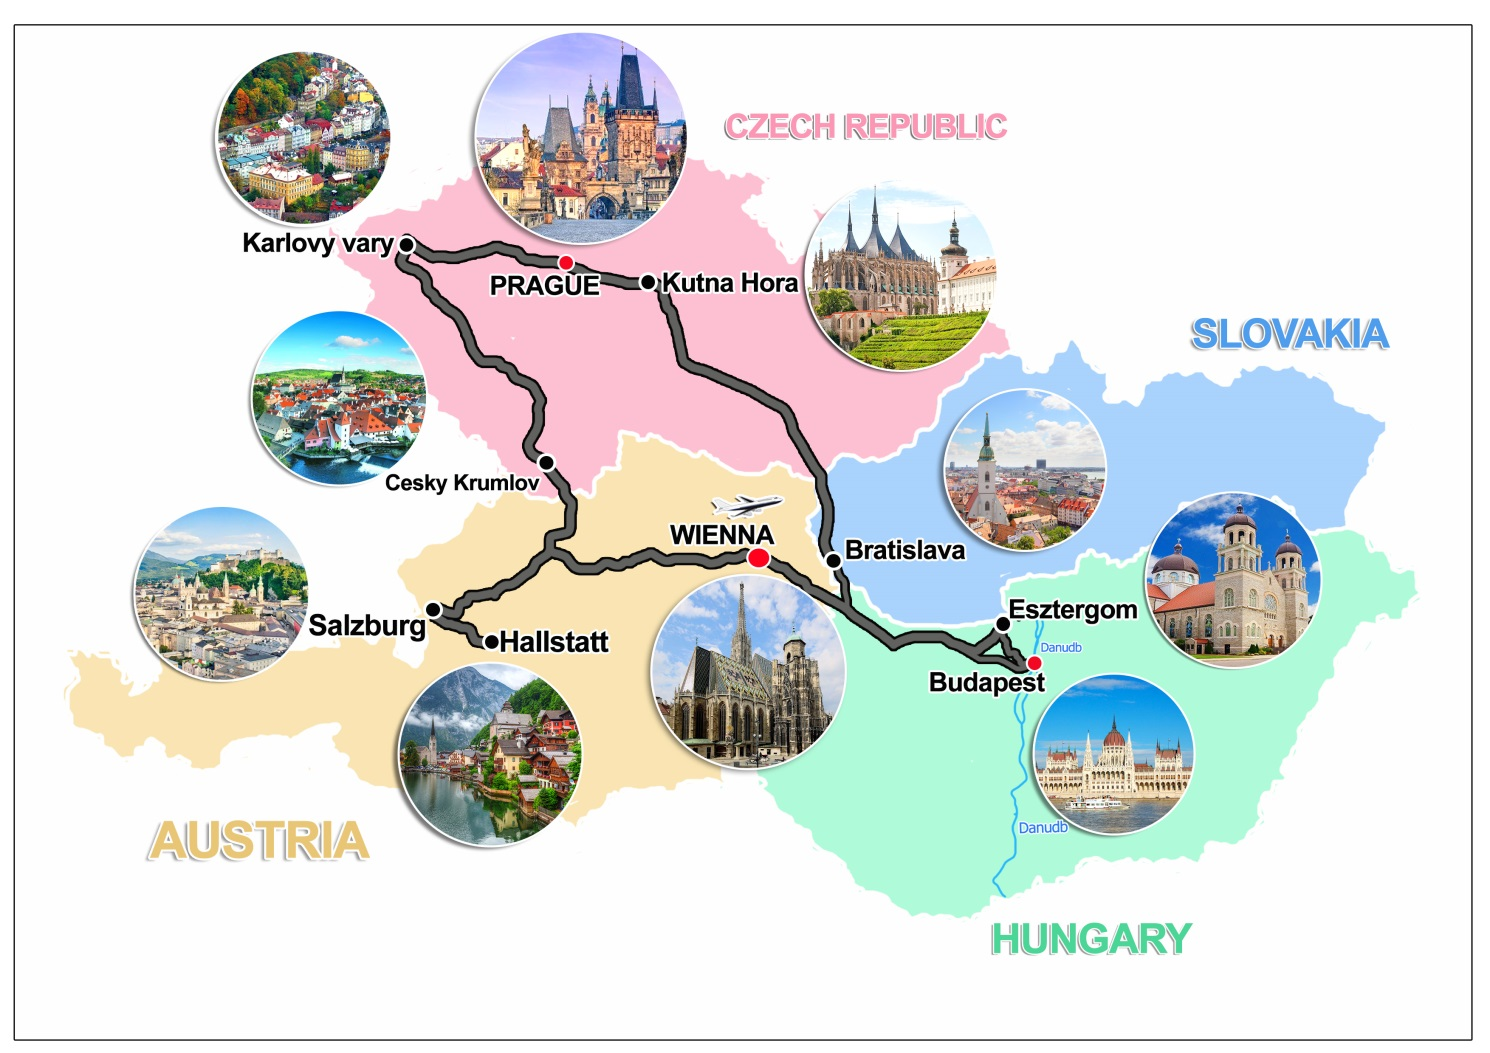 CZECH REPUBLIC
Karlovy vary
PRAGUE
Kutna Hora
SLOVAKIA
Cesky Krumlov
WIENNA
Bratislava
Esztergom
Salzburg
Hallstatt
Danudb
Budapest
Danudb
AUSTRIA
HUNGARY